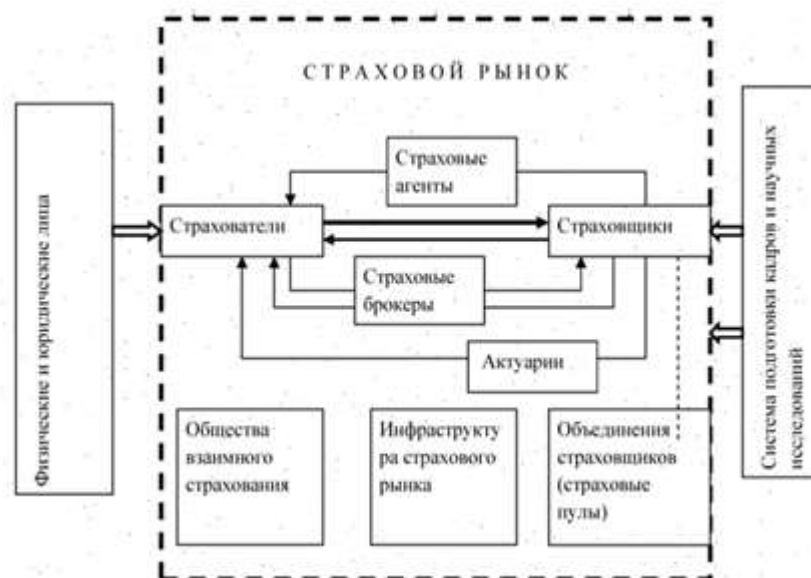 СТРАХОВОЙ РЫНОК
Физические и юридические лица
Страховые
агенты
Страхователи
Страховщики
Страховые
брокеры
Актуарии
Общества
взаимного
страхования
Инфраструкту
ра страхового
рынка
Объединения
страховщиков
(страховые
пулы)
Система подготовки кадров и научных
исследований